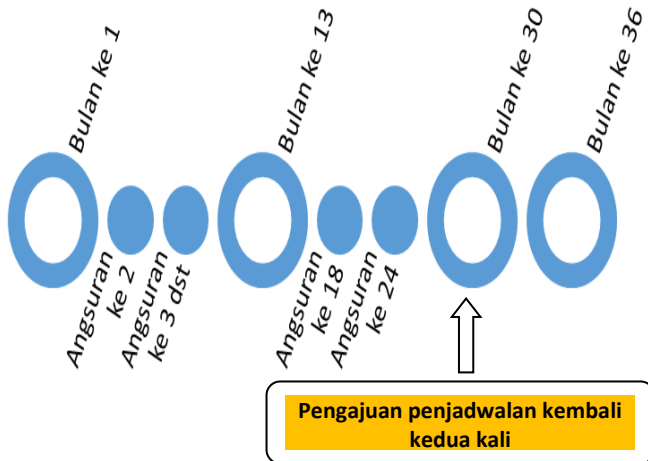 Bulan ke 1
Angsuran
ke 2
Angsuran
ke 3 dst
Bulan ke 13
Angsuran
ke 18
Angsuran
ke 24
Bulan ke 30
Bulan ke 36
Pengajuan penjadwalan kembali
kedua kali